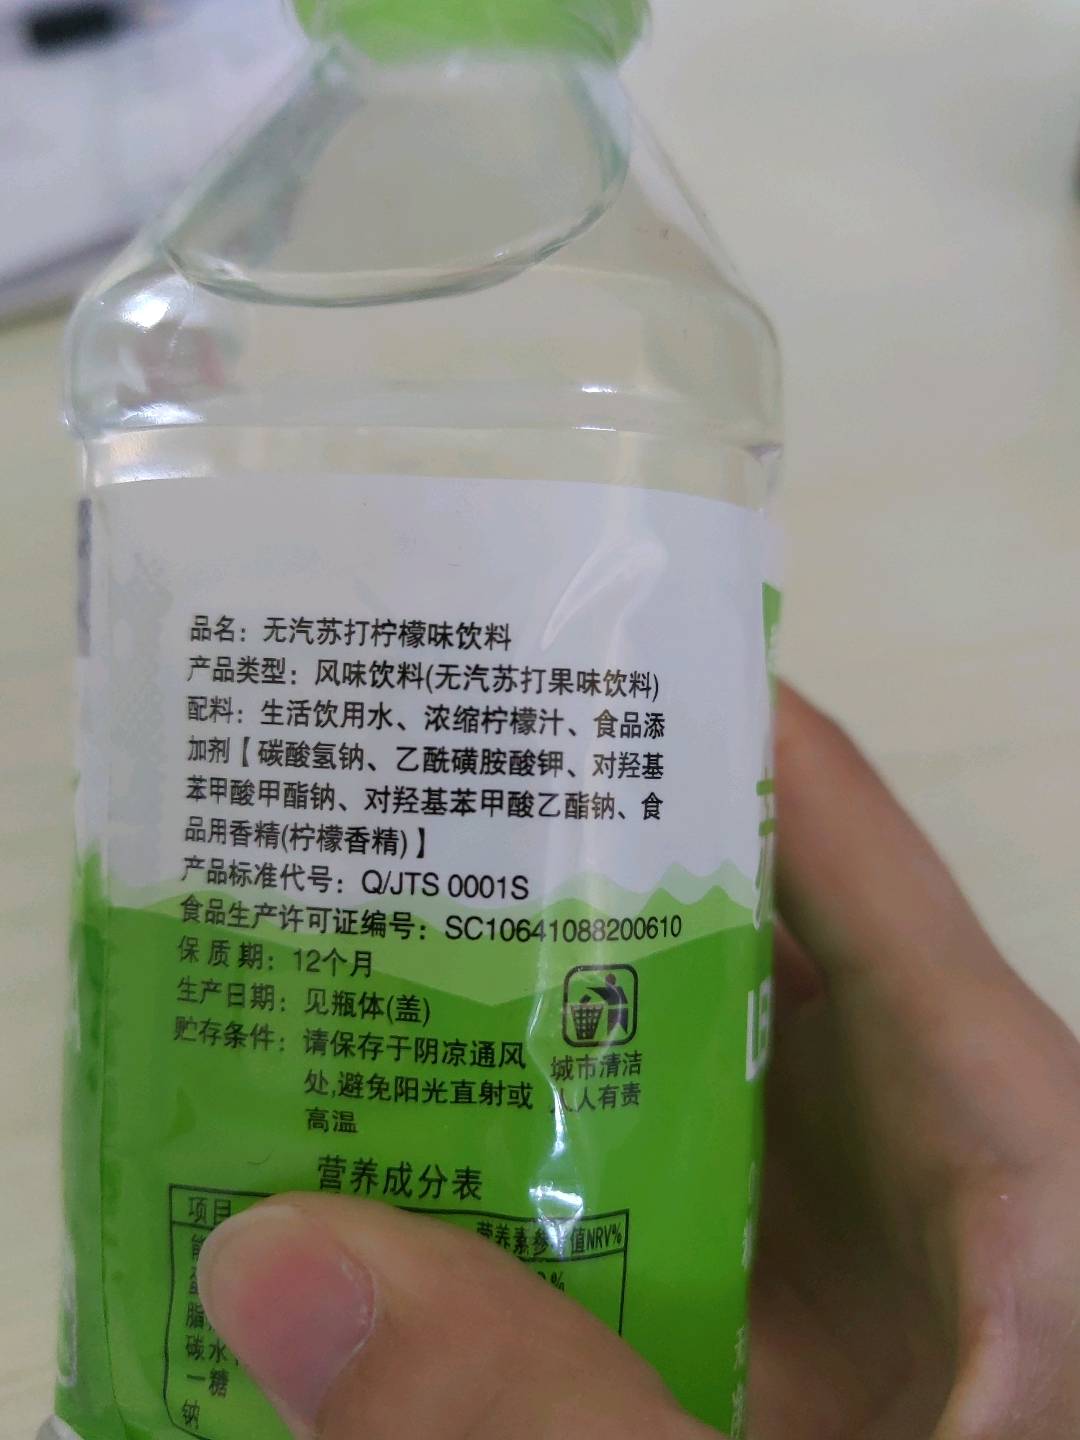 品名：无汽苏打柠檬味饮料
产品类型：风味饮料(无汽苏打果味饮料)
配料：生活饮用水、浓缩柠檬汁、食品添
加剂【碳酸氢钠、乙酰磺胺酸钾、对羟基
苯甲酸甲酯钠、对羟基苯甲酸乙酯钠、食
品用香精(柠檬香精)】
产品标准代号：Q/JTS 0001S
食品生产许可证编号：SC10641088200610
保质期：12个月
生产日期：见瓶体(盖)
贮存条件：请保存于阴凉通风
处,避免阳光直射或
高温
城市清洁
人人有责
营养成分表
项目 营养素参考值NRV%
碳水
一糖
钠